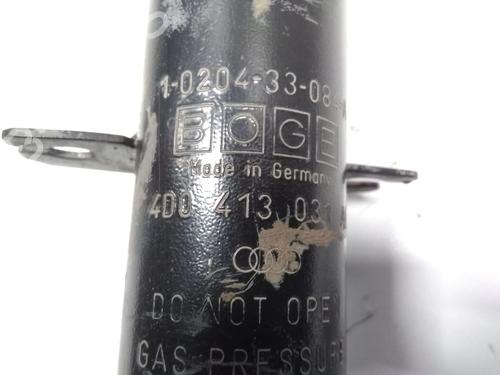 1-0204-33-08
BOGE
Made in Germany
4D0 413 031
DO NOT OPEN
GAS PRESSURE